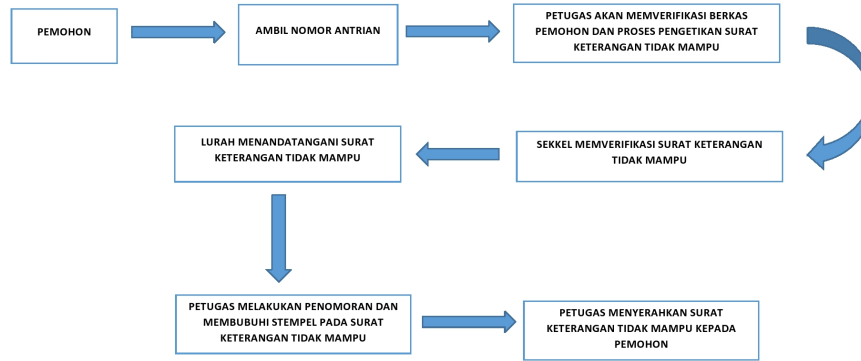 PEMOHON
AMBIL NOMOR ANTRIAN
PETUGAS AKAN MEMVERIFIKASI BERKAS
PEMOHON DAN PROSES PENGETIKAN SURAT
KETERANGAN TIDAK MAMPU
SEKKEL MEMVERIFIKASI SURAT KETERANGAN
TIDAK MAMPU
LURAH MENANDATANGANI SURAT
KETERANGAN TIDAK MAMPU
PETUGAS MELAKUKAN PENOMORAN DAN
MEMBUBUHI STEMPEL PADA SURAT
KETERANGAN TIDAK MAMPU
PETUGAS MENYERAHKAN SURAT
KETERANGAN TIDAK MAMPU KEPADA
PEMOHON